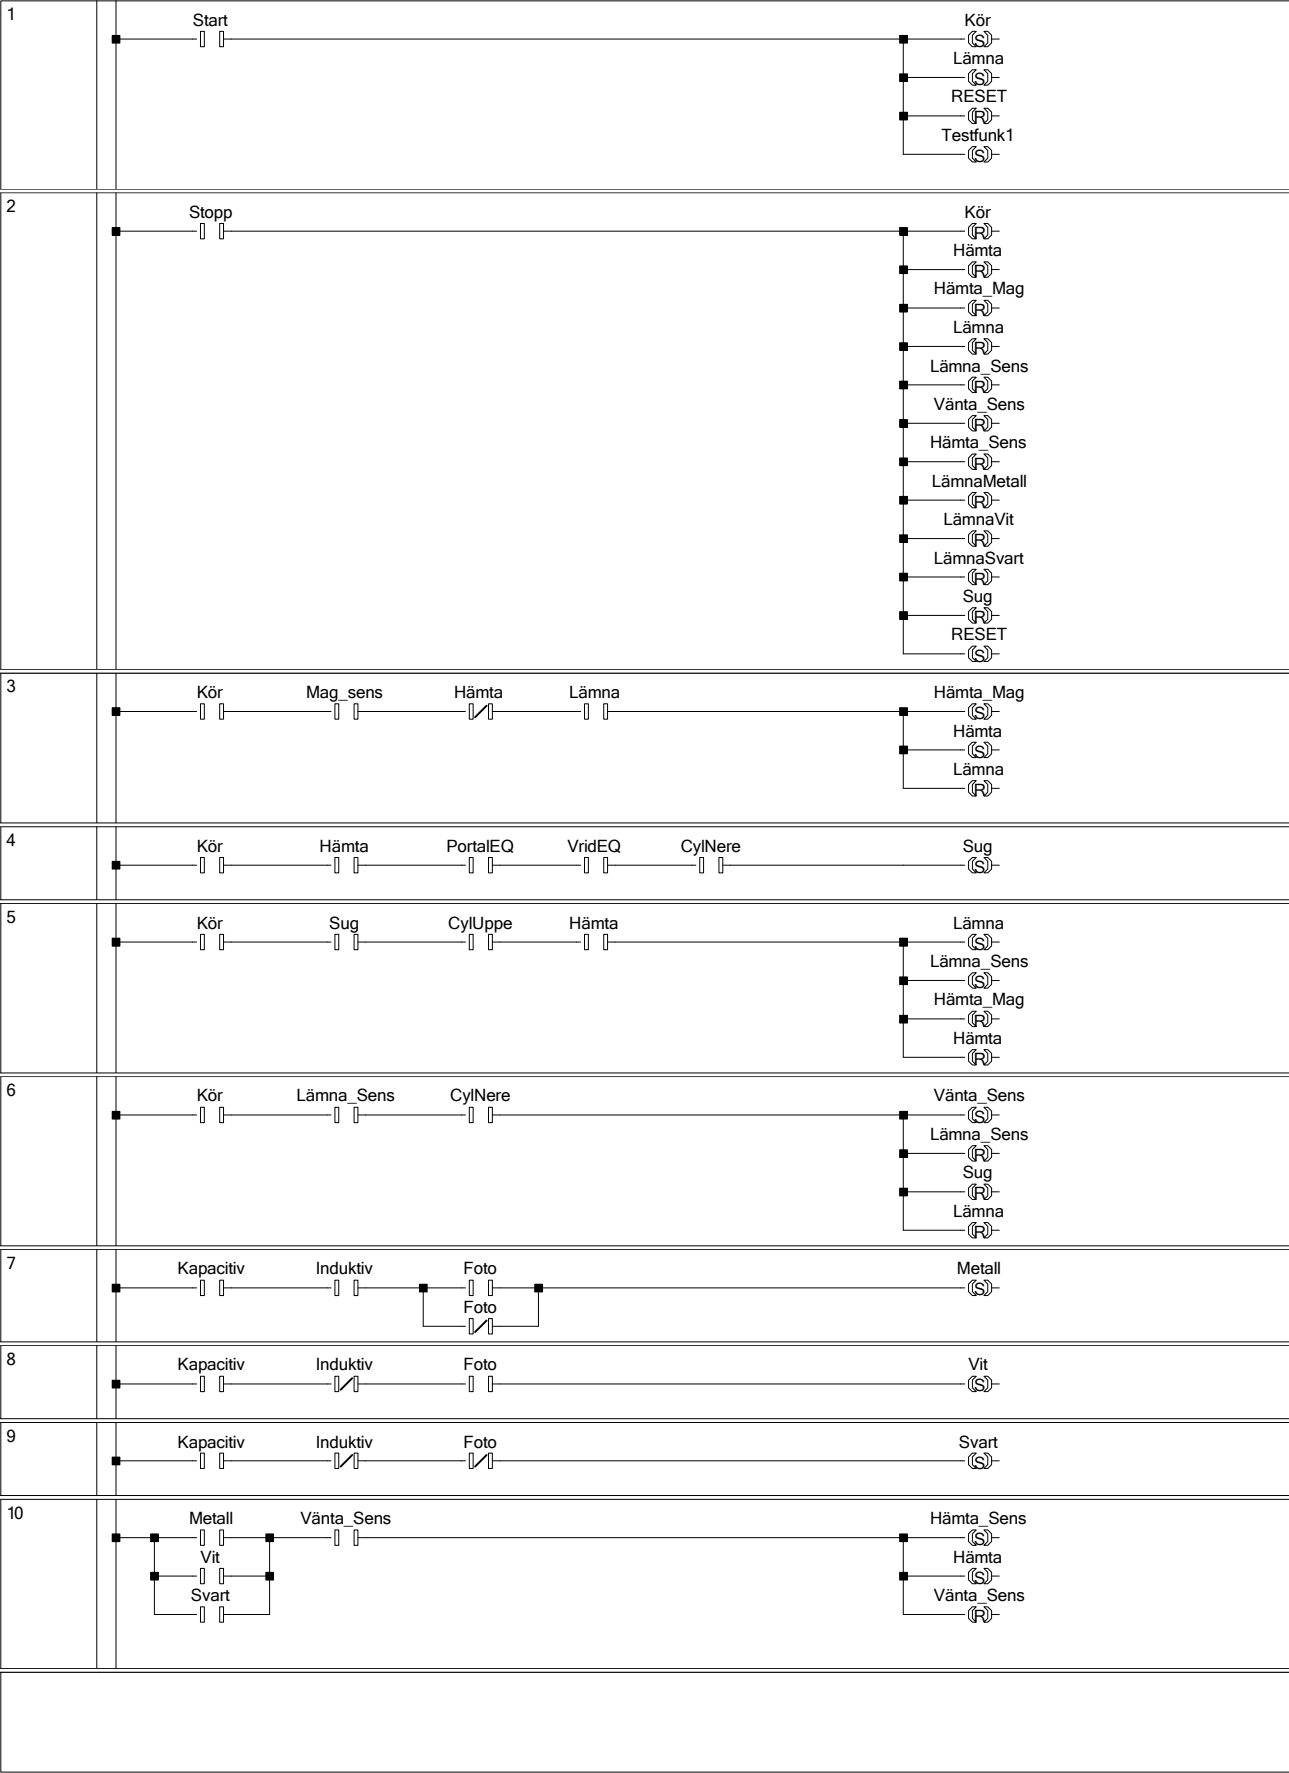 1
Start
Kör
S
Lämna
S
RESET
R
Testfunk1
S
2
Stopp
Kör
R
Hämta
R
Hämta_Mag
R
Lämna
R
Lämna_Sens
R
Vänta_Sens
R
Hämta_Sens
R
LämnaMetall
R
LämnaVit
R
LämnaSvart
R
Sug
R
RESET
S
3
Kör Mag_sens Hämta Lämna Hämta_Mag
S
Hämta
S
Lämna
R
4
Kör Hämta PortalEQ VridEQ CylNere Sug
S
5
Kör Sug CylUppe Hämta Lämna
S
Lämna_Sens
S
Hämta_Mag
R
Hämta
R
6
Kör Lämna_Sens CylNere Vänta_Sens
S
Lämna_Sens
R
Sug
R
Lämna
R
7
Kapacitiv Induktiv Foto Metall
S
Foto
8
Kapacitiv Induktiv Foto Vit
S
9
Kapacitiv Induktiv Foto Svart
S
10
Metall Vänta_Sens Hämta_Sens
S
Vit Hämta
S
Svart Vänta_Sens
R